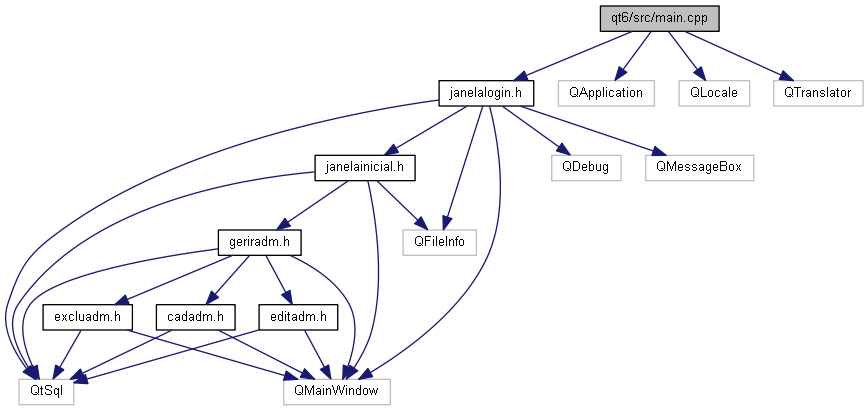 qt6/src/main.cpp
janelalogin.h
QApplication
QLocale
QTranslator
janelainicial.h
QDebug
QMessageBox
geriradm.h
QFileInfo
excluadm.h
cadadm.h
editadm.h
QtSql
QMainWindow